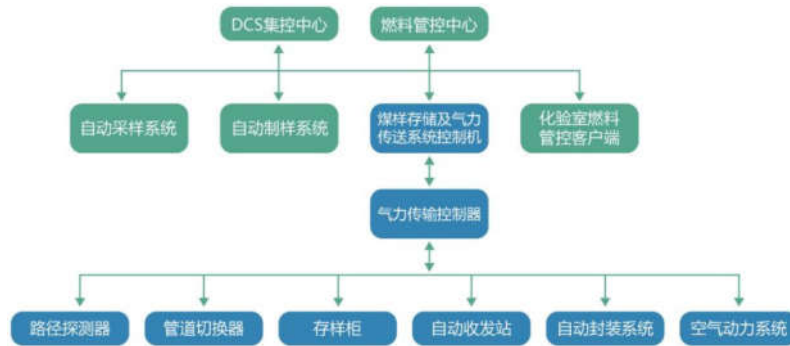 DCS集控中心
燃料管控中心
自动采样系统
自动制样系统
煤样存储及气力
传送系统控制机
化验室燃料
管控客户端
气力传输控制器
路径探测器
管道切换器
存样柜
自动收发站
自动封装系统
空气动力系统